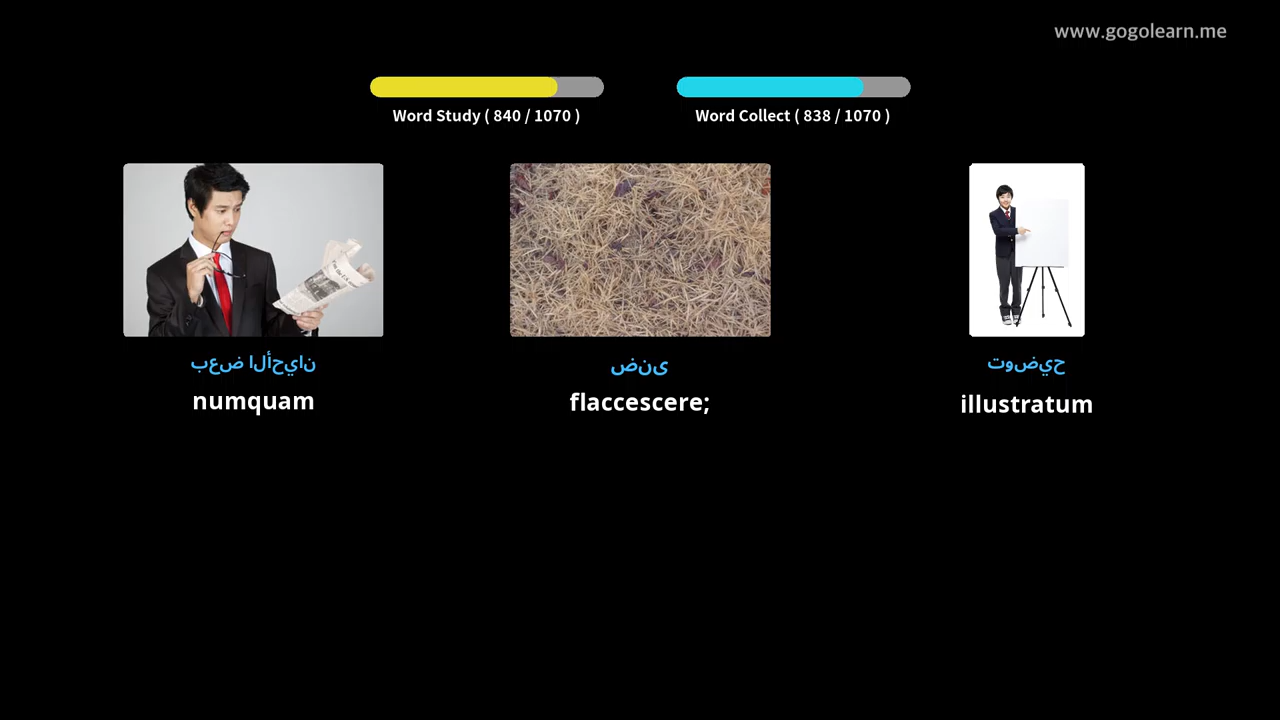 www.gogolearn.me
Word Study ( 840 / 1070 )
Word Collect ( 838 / 1070 )
بعض الأحيان
ضنى
توضيح
numquam
flaccescere;
illustratum